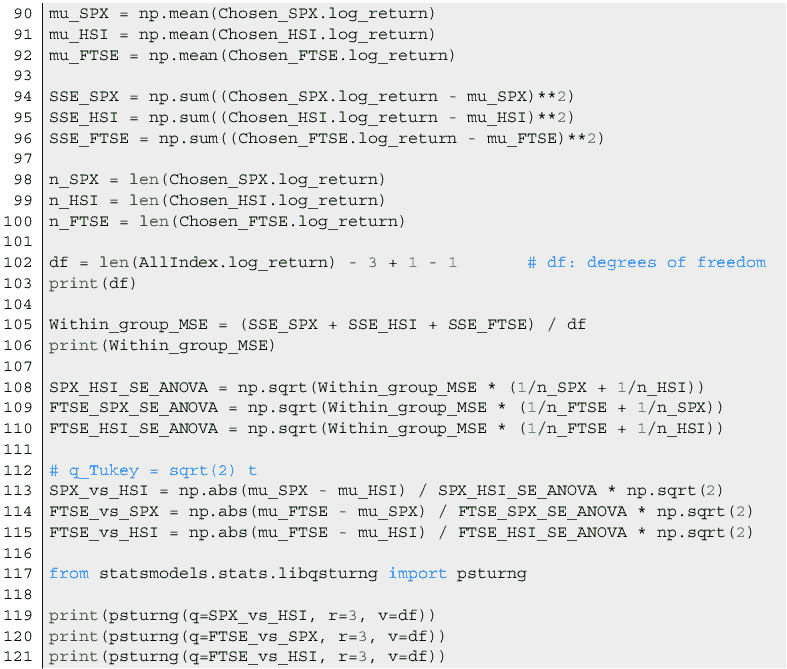 90 mu_SPX = np.mean(Chosen_SPX.log_return)
91 mu_HSI = np.mean(Chosen_HSI.log_return)
92 mu_FTSE = np.mean(Chosen_FTSE.log_return)
93
94 SSE_SPX = np.sum((Chosen_SPX.log_return - mu_SPX)**2)
95 SSE_HSI = np.sum((Chosen_HSI.log_return - mu_HSI)**2)
96 SSE_FTSE = np.sum((Chosen_FTSE.log_return - mu_FTSE)**2)
97
98 n_SPX = len(Chosen_SPX.log_return)
99 n_HSI = len(Chosen_HSI.log_return)
100 n_FTSE = len(Chosen_FTSE.log_return)
101
102 df = len(AllIndex.log_return) - 3 + 1 - 1 # df: degrees of freedom
103 print(df)
104
105 Within_group_MSE = (SSE_SPX + SSE_HSI + SSE_FTSE) / df
106 print(Within_group_MSE)
107
108 SPX_HSI_SE_ANOVA = np.sqrt(Within_group_MSE * (1/n_SPX + 1/n_HSI))
109 FTSE_SPX_SE_ANOVA = np.sqrt(Within_group_MSE * (1/n_FTSE + 1/n_SPX))
110 FTSE_HSI_SE_ANOVA = np.sqrt(Within_group_MSE * (1/n_FTSE + 1/n_HSI))
111
112 # q_Tukey = sqrt(2) t
113 SPX_vs_HSI = np.abs(mu_SPX - mu_HSI) / SPX_HSI_SE_ANOVA * np.sqrt(2)
114 FTSE_vs_SPX = np.abs(mu_FTSE - mu_SPX) / FTSE_SPX_SE_ANOVA * np.sqrt(2)
115 FTSE_vs_HSI = np.abs(mu_FTSE - mu_HSI) / FTSE_HSI_SE_ANOVA * np.sqrt(2)
116
117 from statsmodels.stats.libqsturng import psturng
118
119 print(psturng(q=SPX_vs_HSI, r=3, v=df))
120 print(psturng(q=FTSE_vs_SPX, r=3, v=df))
121 print(psturng(q=FTSE_vs_HSI, r=3, v=df))